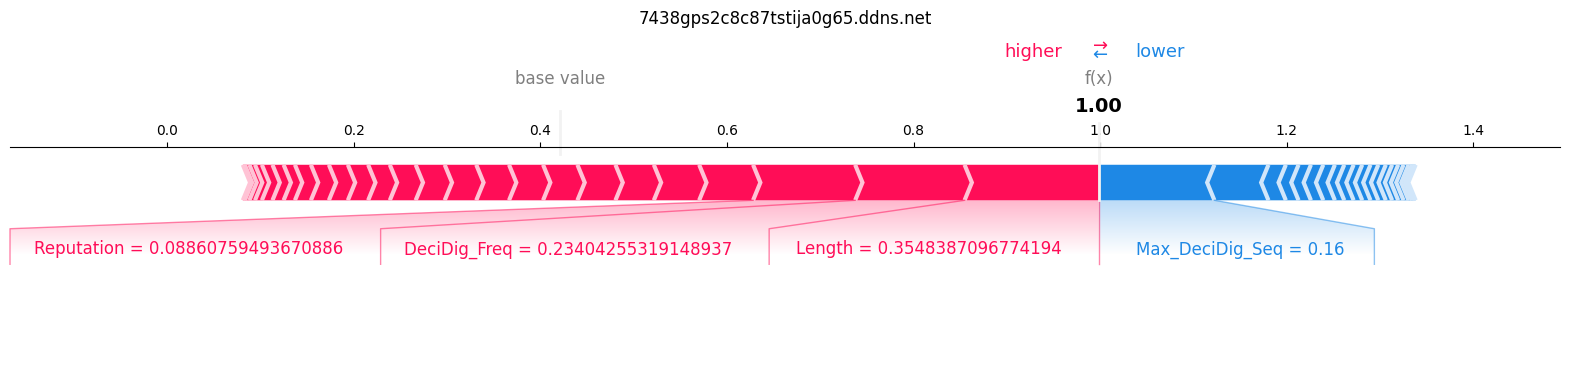 7438gps2c8c87tstija0g65.ddns.net
higher → ← lower
base value f(x)
1.00
0.0 0.2 0.4 0.6 0.8 1.0 1.2 1.4
Reputation = 0.08860759493670886 DeciDig_Freq = 0.23404255319148937 Length = 0.3548387096774194 Max_DeciDig_Seq = 0.16